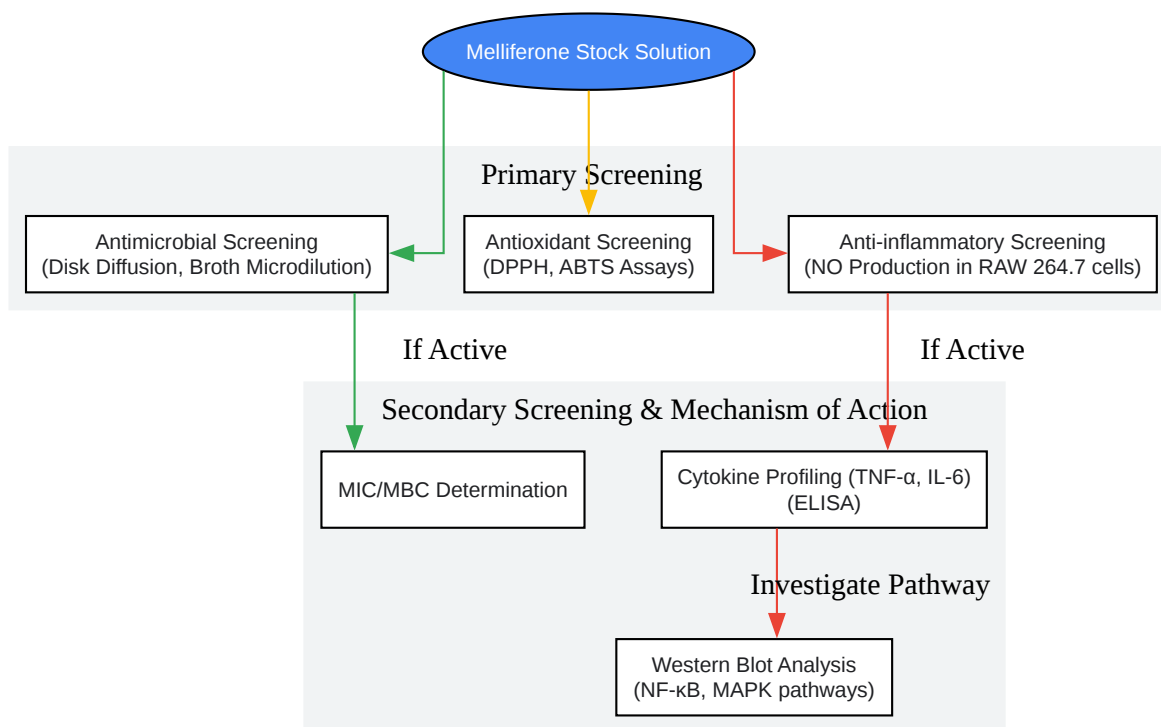 Melliferone Stock Solution
Primary Screening
Antimicrobial Screening
(Disk Diffusion, Broth Microdilution)
Antioxidant Screening
(DPPH, ABTS Assays)
Anti-inflammatory Screening
(NO Production in RAW 264.7 cells)
If Active
If Active
Secondary Screening & Mechanism of Action
MIC/MBC Determination
Cytokine Profiling (TNF-α, IL-6)
(ELISA)
Investigate Pathway
Western Blot Analysis
(NF-κB, MAPK pathways)